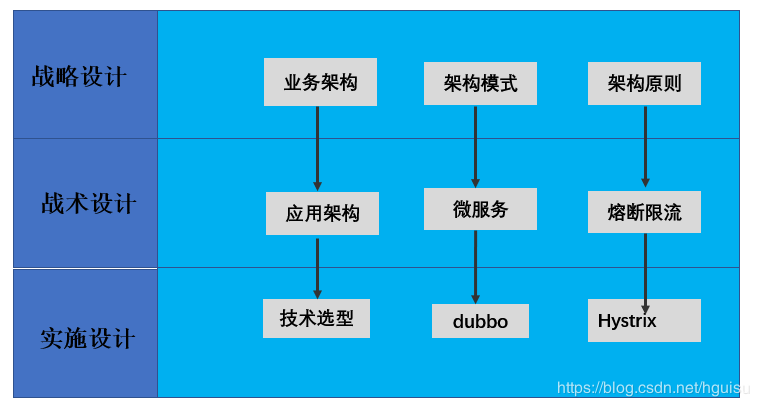 战略设计
业务架构
架构模式
架构原则
战术设计
应用架构
微服务
熔断限流
实施设计
技术选型
dubbo
Hystrix
https://blog.csdn.net/hguisu